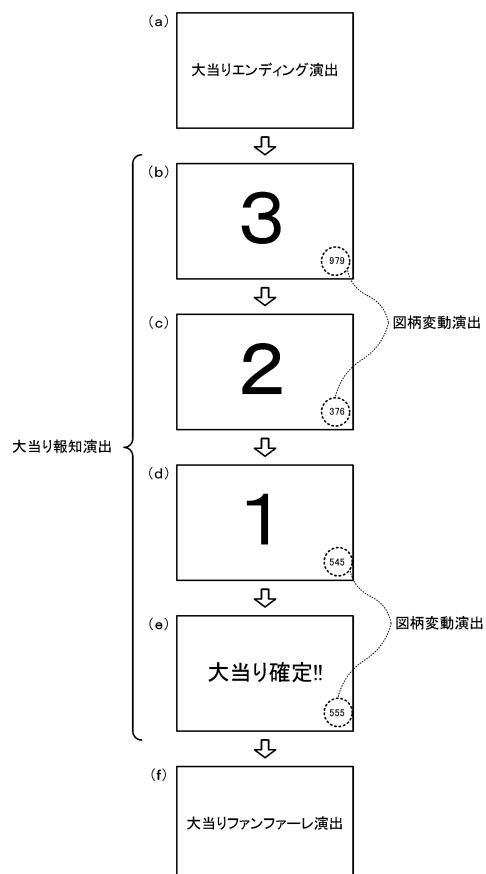 (a)
大当りエンディング演出
(b)
3
979
図柄変動演出
(c)
2
376
大当り報知演出
(d)
1
545
図柄変動演出
(e)
大当り確定!!
555
(f)
大当りファンファーレ演出